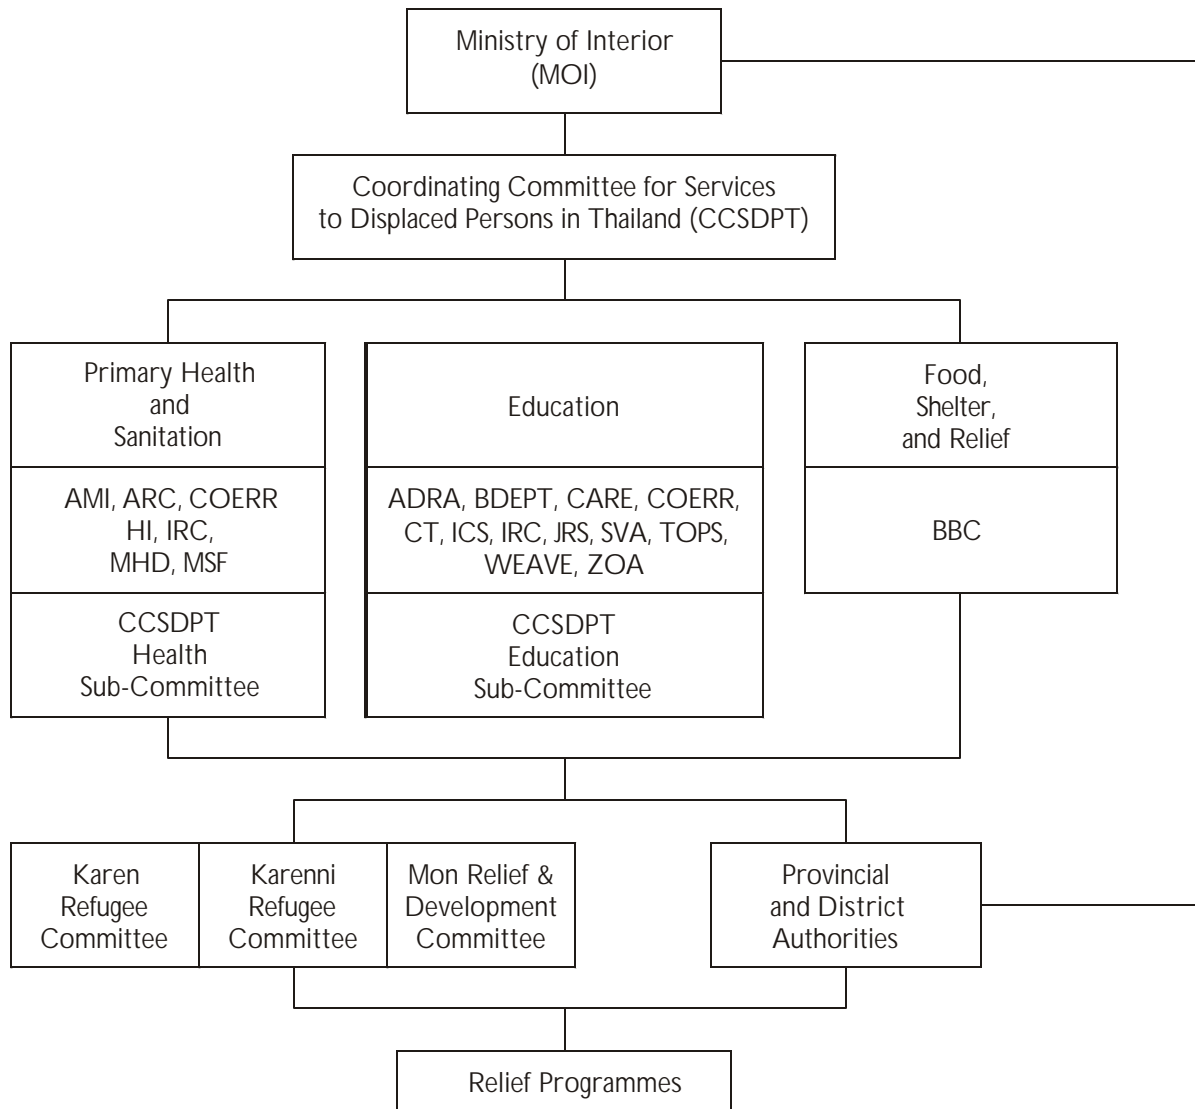 Ministry of Interior
(MOI)
Coordinating Committee for Services
to Displaced Persons in Thailand (CCSDPT)
Primary Health
and
Sanitation
AMI, ARC, COERR
HI, IRC,
MHD, MSF
CCSDPT
Health
Sub-Committee
Education
ADRA, BDEPT, CARE, COERR,
CT, ICS, IRC, JRS, SVA, TOPS,
WEAVE, ZOA
CCSDPT
Education
Sub-Committee
Food,
Shelter,
and Relief
BBC
Karen
Refugee
Committee
Karenni
Refugee
Committee
Mon Relief &
Development
Committee
Provincial
and District
Authorities
Relief Programmes